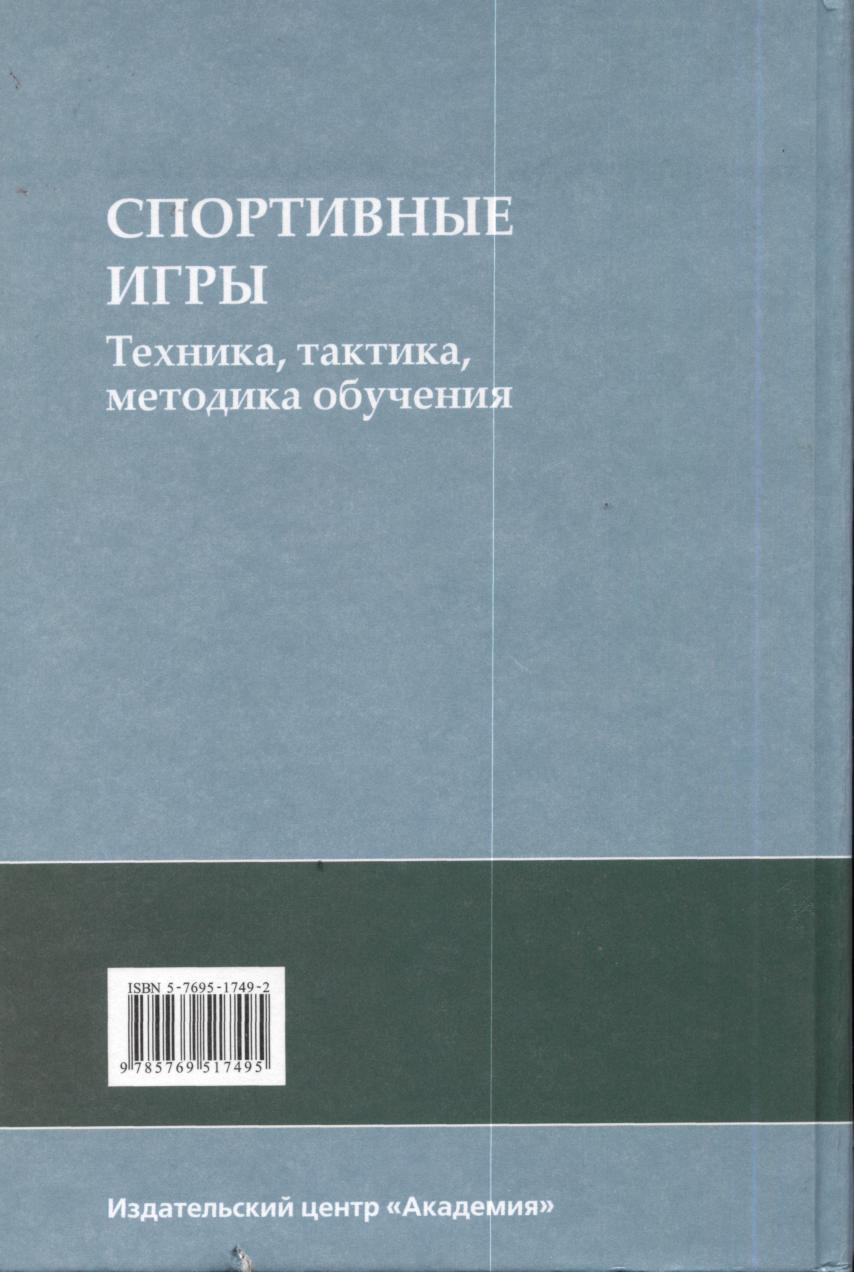 СПОРТИВНЫЕ
ИГРЫ
Техника, тактика,
методика обучения
ISBN 5-7695-1749-2
9 785769 517495
Издательский центр «Академия»